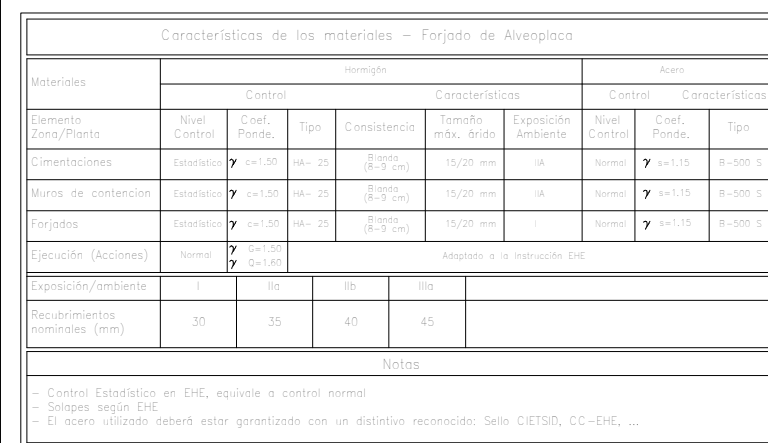 Características de los materiales - Forjado de Alveoplaca
Materiales
Hormigón
Acero
Control
Características
Control
Características
Elemento
Zona/Planta
Nivel
Control
Coef.
Ponde.
Tipo
Consistencia
Tamaño
máx. árido
Exposición
Ambiente
Nivel
Control
Coef.
Ponde.
Tipo
Cimentaciones
Estadístico
γ c=1.50
HA- 25
Blanda
(8-9 cm)
15/20 mm
IIA
Normal
γ s=1.15
B-500 S
Muros de contencion
Estadístico
γ c=1.50
HA- 25
Blanda
(8-9 cm)
15/20 mm
IIA
Normal
γ s=1.15
B-500 S
Forjados
Estadístico
γ c=1.50
HA- 25
Blanda
(8-9 cm)
15/20 mm
I
Normal
γ s=1.15
B-500 S
Ejecución (Acciones)
Normal
γ G=1.50
γ Q=1.60
Adaptado a la Instrucción EHE
Exposición/ambiente
I
IIa
IIb
IIIa
Recubrimientos
nominales (mm)
30
35
40
45
Notas
- Control Estadístico en EHE, equivale a control normal
- Solapes según EHE
- El acero utilizado deberá estar garantizado con un distintivo reconocido: Sello CIETSID, CC-EHE, ...